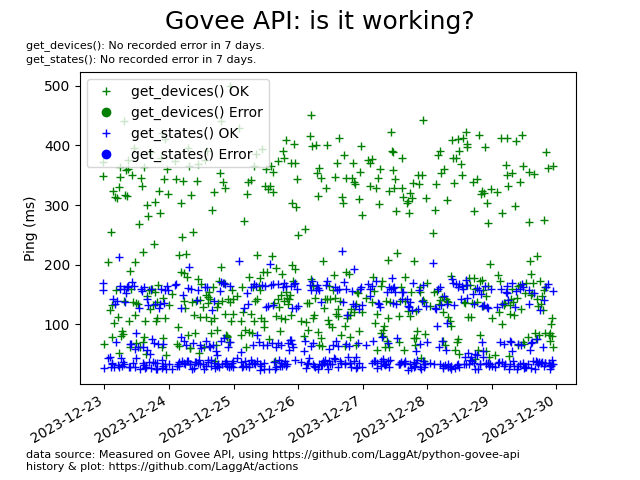 Govee API: is it working?
get_devices(): No recorded error in 7 days.
get_states(): No recorded error in 7 days.
get_devices() OK
get_devices() Error
get_states() OK
get_states() Error
Ping (ms)
500
400
300
200
100
2023-12-23
2023-12-24
2023-12-25
2023-12-26
2023-12-27
2023-12-28
2023-12-29
2023-12-30
data source: Measured on Govee API, using https://github.com/LaggAt/python-govee-api
history & plot: https://github.com/LaggAt/actions